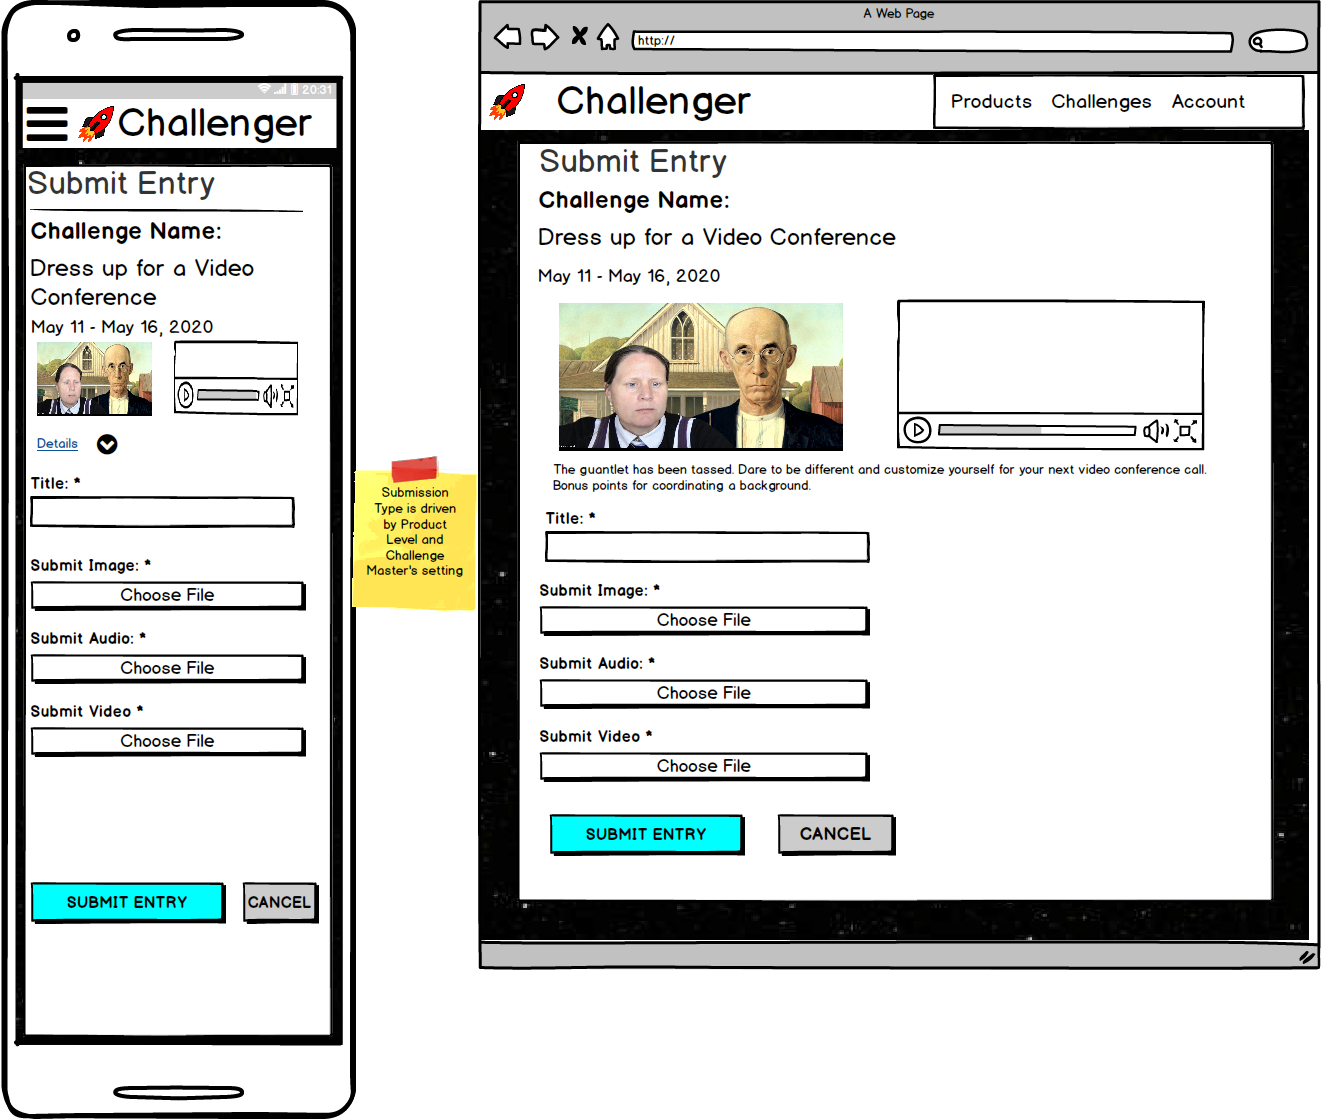 20:31
Challenger
Submit Entry
Challenge Name:
Dress up for a Video
Conference
May 11 - May 16, 2020
Details
Title: *
Submit Image: *
Choose File
Submit Audio: *
Choose File
Submit Video *
Choose File
SUBMIT ENTRY
CANCEL
Submission
Type is driven
by Product
Level and
Challenge
Master's setting
A Web Page
http://
Challenger
Products Challenges Account
Submit Entry
Challenge Name:
Dress up for a Video Conference
May 11 - May 16, 2020
The guantlet has been tassed. Dare to be different and customize yourself for your next video conference call.
Bonus points for coordinating a background.
Title: *
Submit Image: *
Choose File
Submit Audio: *
Choose File
Submit Video *
Choose File
SUBMIT ENTRY
CANCEL